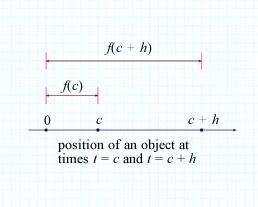 f(c + h)
f(c)
0 c c + h
position of an object at
times t = c and t = c + h